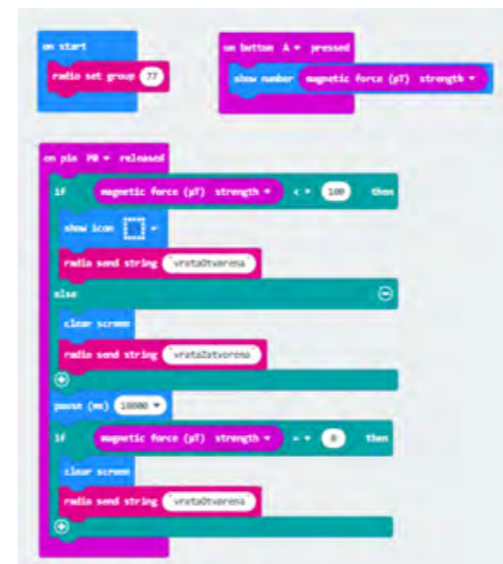 on start
radio set group 77
on button A pressed
show number magnetic force (µT) strength
on pin P0 released
if magnetic force (µT) strength < 100 then
show icon
radio send string "vrataOtvorena"
else
clear screen
radio send string "vrataZatvorena"
pause (ms) 10000
if magnetic force (µT) strength = 0 then
clear screen
radio send string "vrataOtvorena"